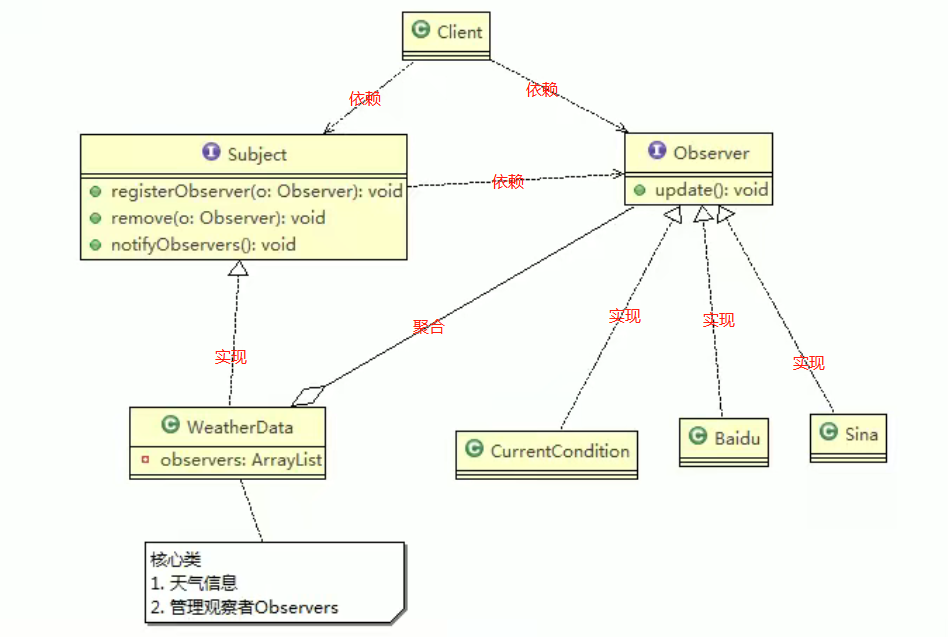 Client
依赖
依赖
Subject
registerObserver(o: Observer): void
remove(o: Observer): void
notifyObservers(): void
依赖
Observer
update(): void
实现
聚合
实现
实现
实现
WeatherData
observers: ArrayList
CurrentCondition
Baidu
Sina
核心类
1. 天气信息
2. 管理观察者Observers